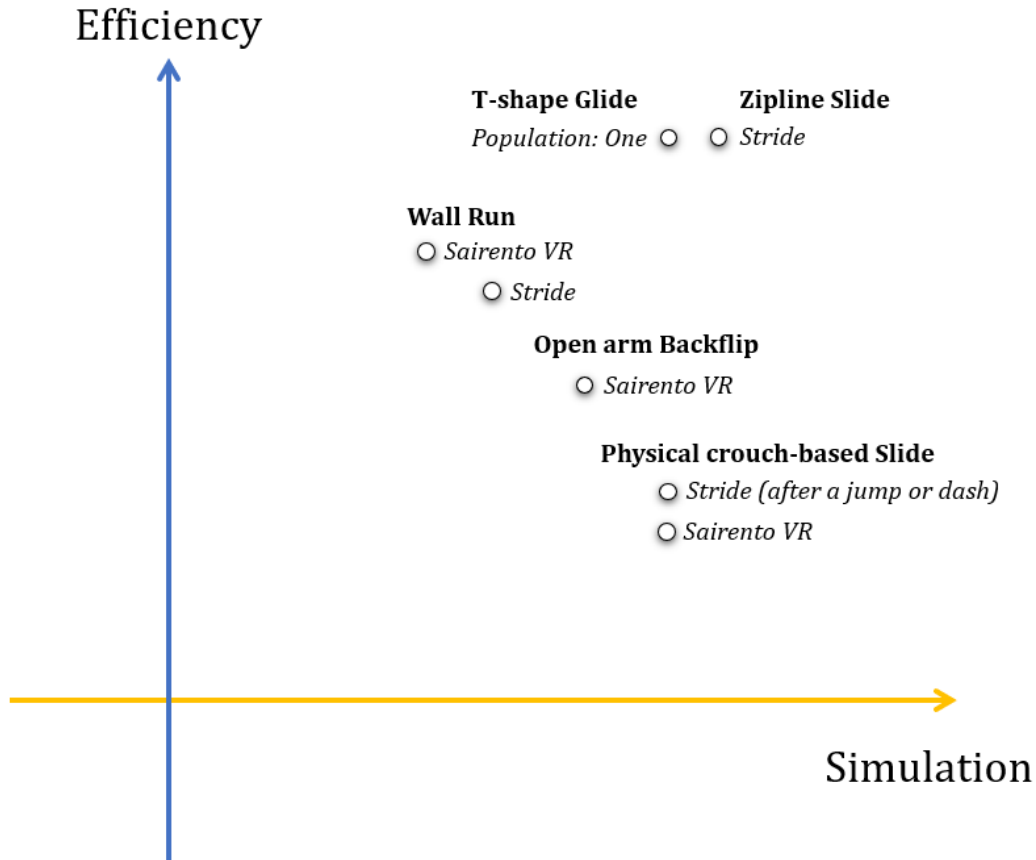 Efficiency
T-shape Glide
Population: One
Zipline Slide
Stride
Wall Run
Sairento VR
Stride
Open arm Backflip
Sairento VR
Physical crouch-based Slide
Stride (after a jump or dash)
Sairento VR
Simulation